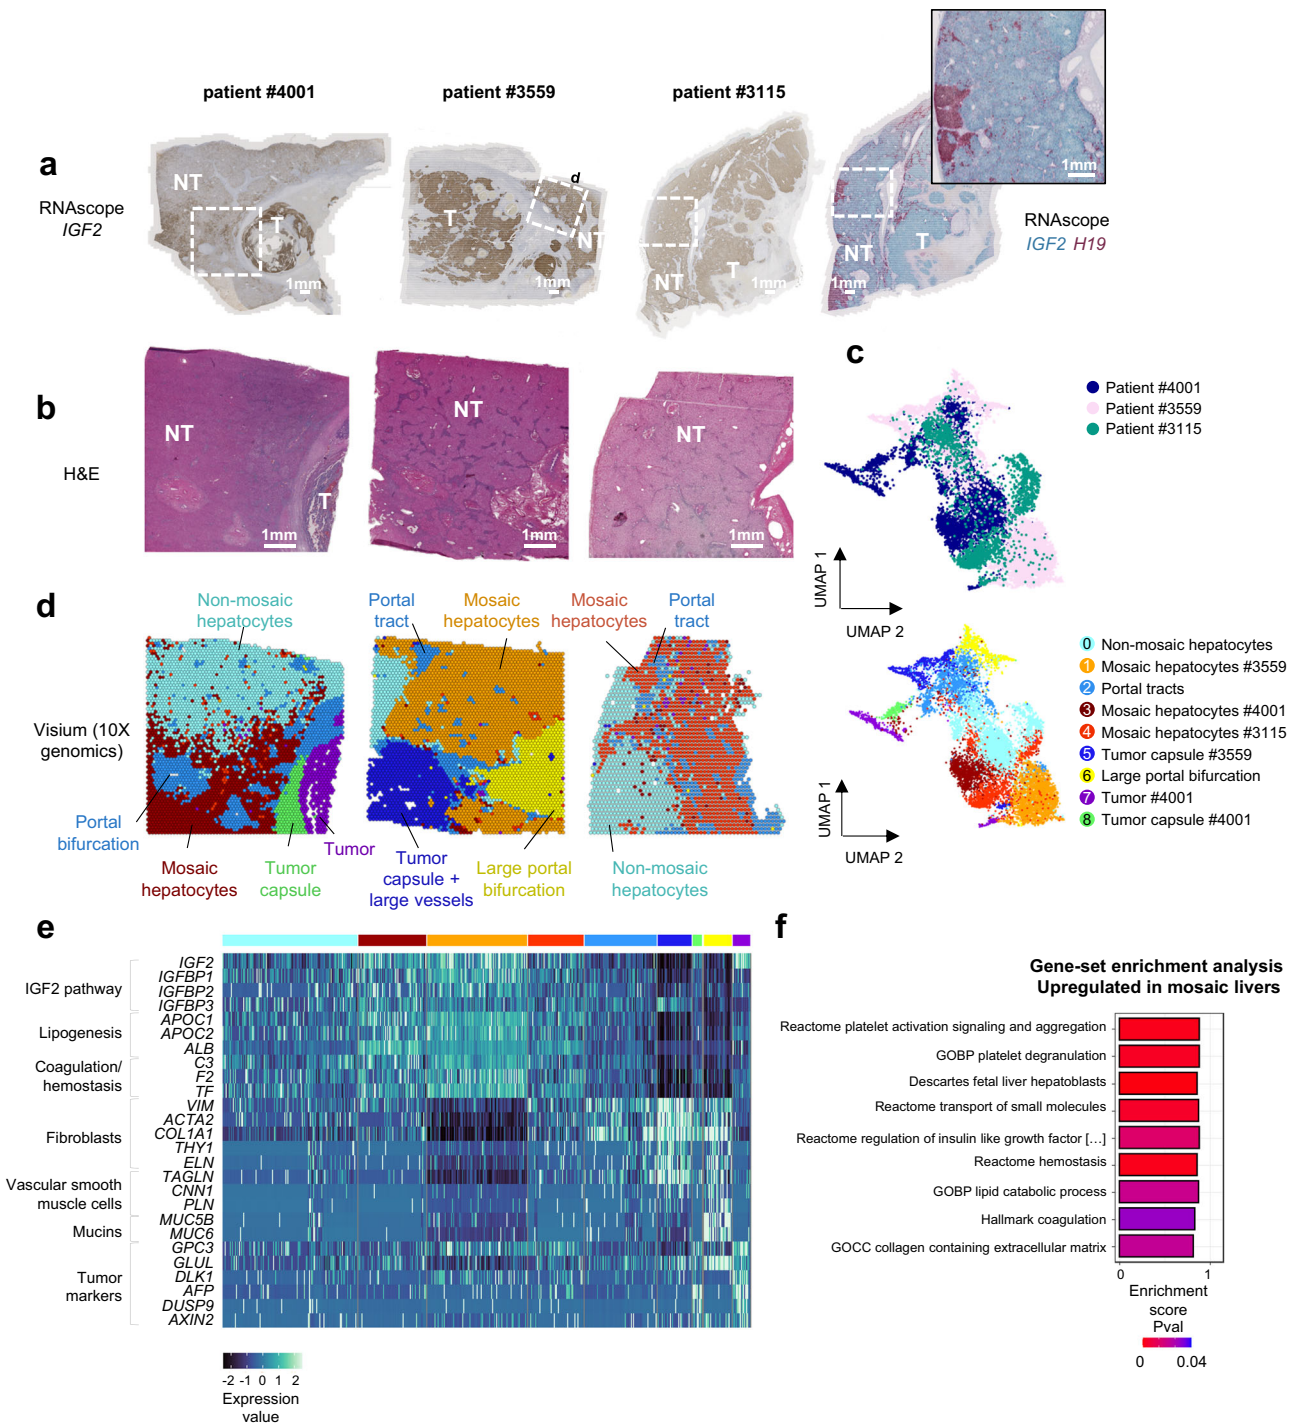 patient #4001
patient #3559
patient #3115
a
RNAscope
IGF2
NT
T
1mm
T
d
NT
1mm
NT
T
1mm
NT
T
1mm
1mm
RNAscope
IGF2 H19
b
H&E
NT
T
1mm
NT
1mm
NT
1mm
c
Patient #4001
Patient #3559
Patient #3115
UMAP 1
UMAP 2
d
Visium (10X
genomics)
Non-mosaic
hepatocytes
Portal
tract
Mosaic
hepatocytes
Mosaic
hepatocytes
Portal
tract
Portal
bifurcation
Mosaic
hepatocytes
Tumor
capsule
Tumor
Tumor
capsule +
large vessels
Large portal
bifurcation
Non-mosaic
hepatocytes
0 Non-mosaic hepatocytes
1 Mosaic hepatocytes #3559
2 Portal tracts
3 Mosaic hepatocytes #4001
4 Mosaic hepatocytes #3115
5 Tumor capsule #3559
6 Large portal bifurcation
7 Tumor #4001
8 Tumor capsule #4001
UMAP 1
UMAP 2
e
IGF2 pathway
IGF2
IGFBP1
IGFBP2
IGFBP3
Lipogenesis
APOC1
APOC2
ALB
Coagulation/
hemostasis
C3
F2
TF
Fibroblasts
VIM
ACTA2
COL1A1
THY1
ELN
Vascular smooth
muscle cells
TAGLN
CNN1
PLN
Mucins
MUC5B
MUC6
Tumor
markers
GPC3
GLUL
DLK1
AFP
DUSP9
AXIN2
-2 -1 0 1 2
Expression
value
f
Gene-set enrichment analysis
Upregulated in mosaic livers
Reactome platelet activation signaling and aggregation
GOBP platelet degranulation
Descartes fetal liver hepatoblasts
Reactome transport of small molecules
Reactome regulation of insulin like growth factor [...]
Reactome hemostasis
GOBP lipid catabolic process
Hallmark coagulation
GOCC collagen containing extracellular matrix
0 1
Enrichment
score
Pval
0 0.04